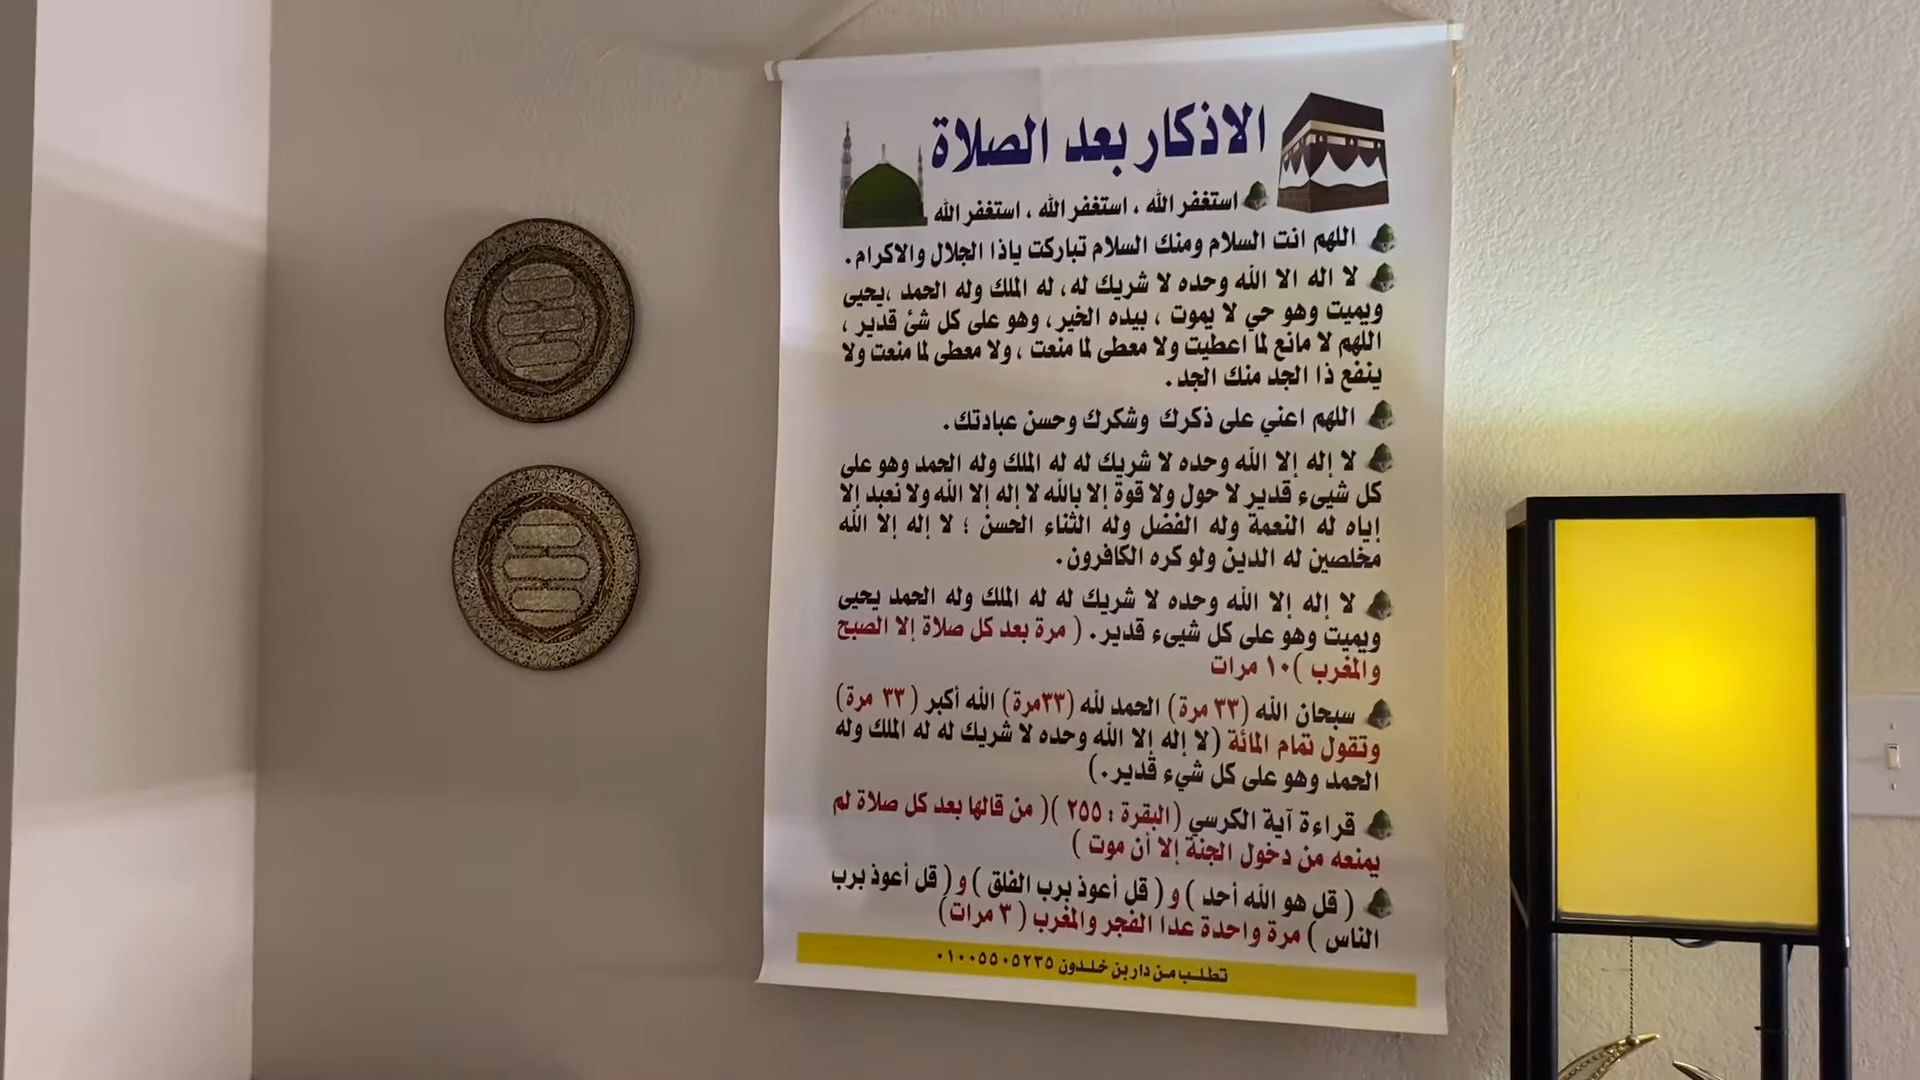 الاذكار بعد الصلاة
استغفر الله ، استغفر الله ، استغفر الله
اللهم انت السلام ومنك السلام تباركت ياذا الجلال والاكرام .
لا اله الا الله وحده لا شريك له، له الملك وله الحمد ،يحيى
ويميت وهو حي لا يموت ، بيده الخير، وهو على كل شئ قدير ،
اللهم لا مانع لما اعطيت ولا معطى لما منعت ، ولا معطى لما منعت ولا
ينفع ذا الجد منك الجد .
اللهم اعني على ذكرك وشكرك وحسن عبادتك .
لا إله إلا الله وحده لا شريك له له الملك وله الحمد وهو على
كل شيىء قدير لا حول ولا قوة إلا بالله لا إله إلا الله ولا نعبد إلا
إياه له النعمة وله الفضل وله الثناء الحسن ؛ لا إله إلا الله
مخلصين له الدين ولو كره الكافرون .
لا إله إلا الله وحده لا شريك له له الملك وله الحمد يحيى
ويميت وهو على كل شيىء قدير . ( مرة بعد كل صلاة إلا الصبح
والمغرب )١٠ مرات
سبحان الله (٣٣ مرة) الحمد لله (٣٣مرة) الله أكبر ( ٣٣ مرة)
وتقول تمام المائة (لا إله إلا الله وحده لا شريك له له الملك وله
الحمد وهو على كل شيء قدير .)
قراءة آية الكرسي (البقرة : ٢٥٥ )( من قالها بعد كل صلاة لم
يمنعه من دخول الجنة إلا أن موت )
( قل هو الله أحد ) و ( قل أعوذ برب الفلق ) و ( قل أعوذ برب
الناس ) مرة واحدة عدا الفجر والمغرب ( ٣ مرات)
تطلب من دار بن خلدون ٠١٠٠٥٥٠٥٢٣٥